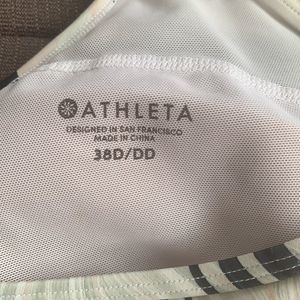 ATHLETA
DESIGNED IN SAN FRANCISCO
MADE IN CHINA
38D/DD